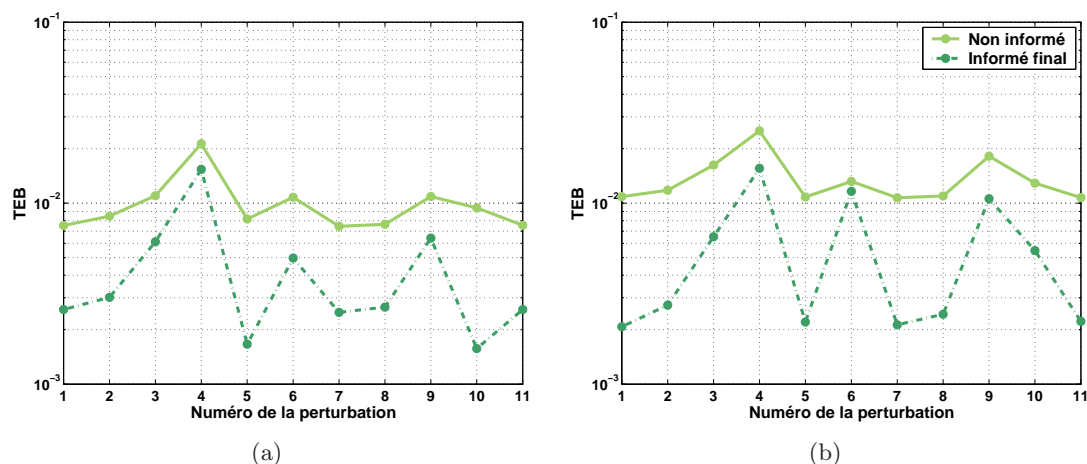 10⁻¹
10⁻²
10⁻³
TEB
1 2 3 4 5 6 7 8 9 10 11
Numéro de la perturbation
(a)
10⁻¹
10⁻²
10⁻³
TEB
Non informé
Informé final
1 2 3 4 5 6 7 8 9 10 11
Numéro de la perturbation
(b)